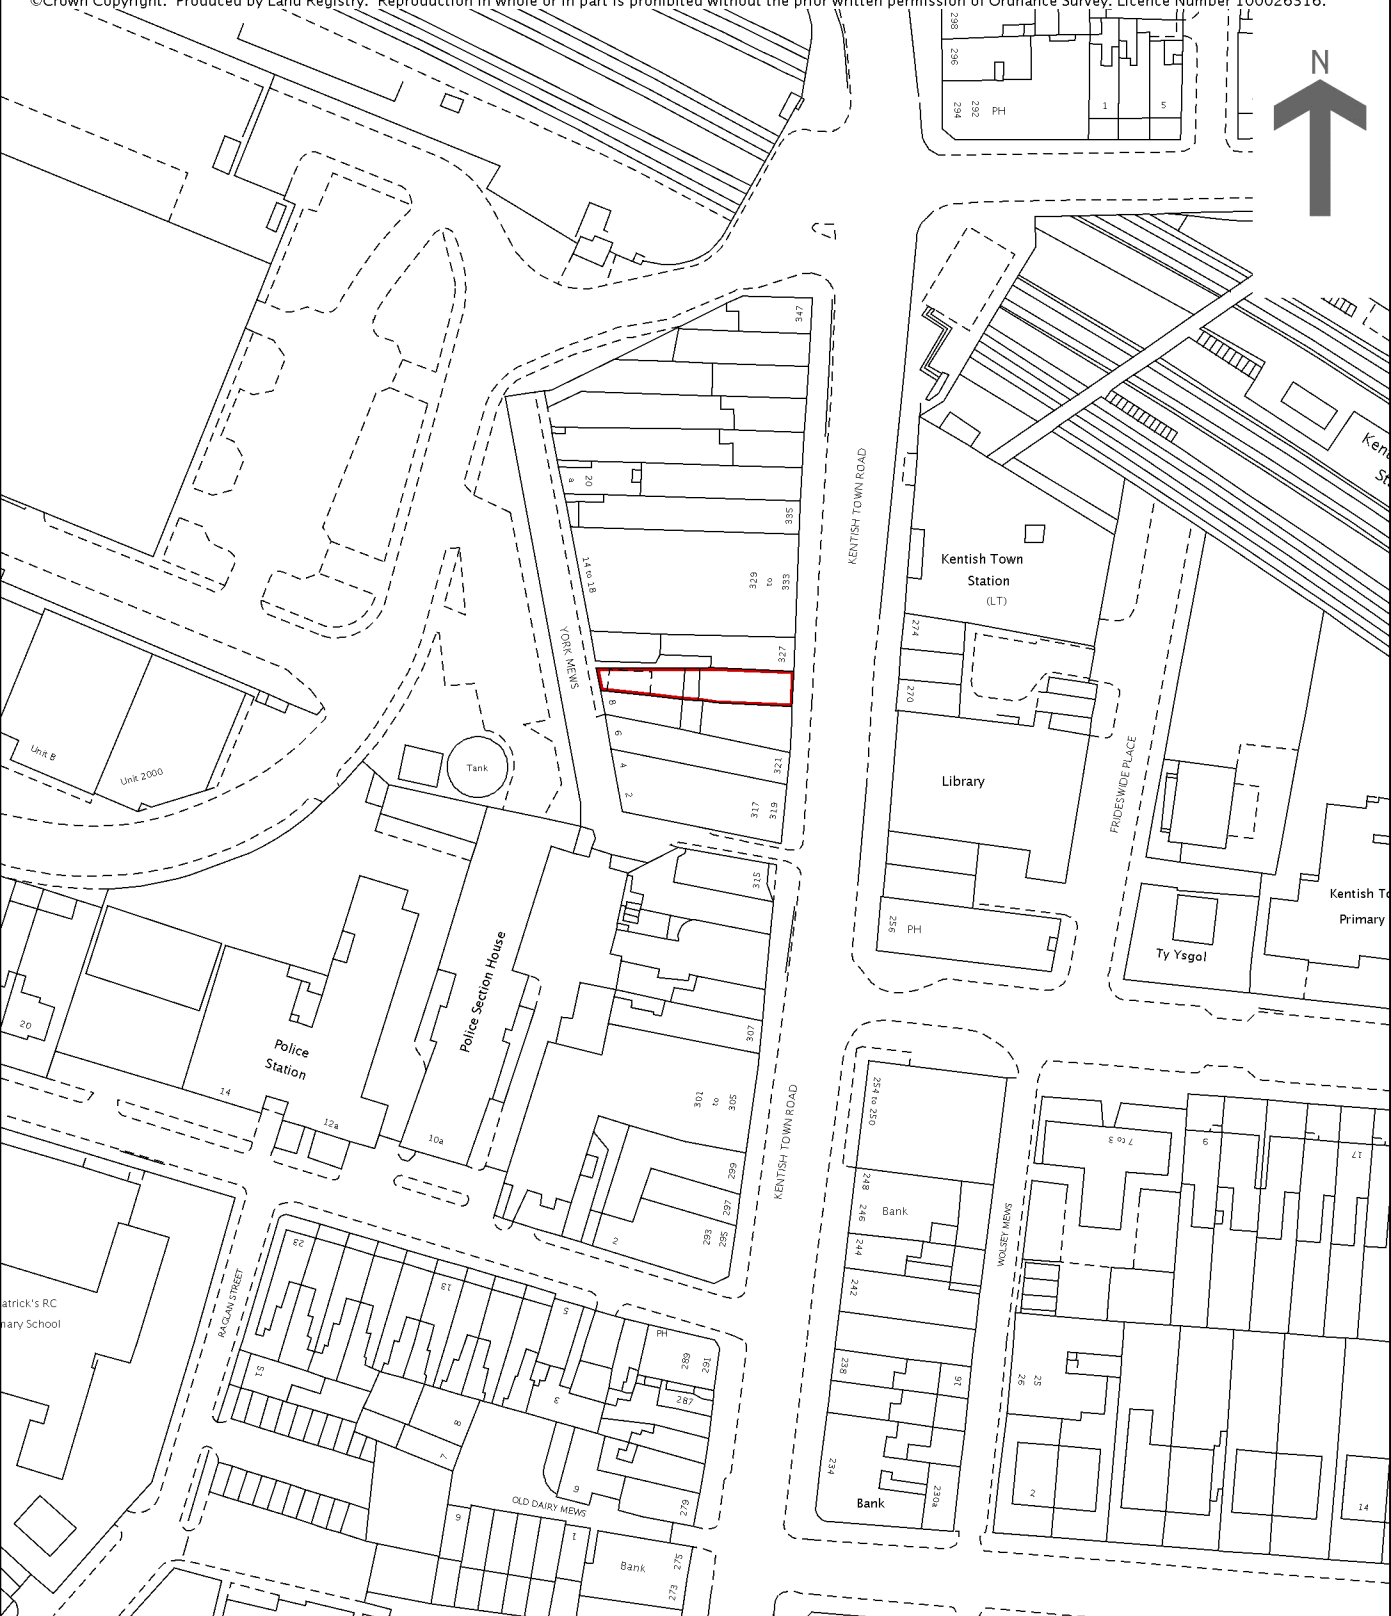 ©Crown Copyright. Produced by Land Registry. Reproduction in whole or in part is prohibited without the prior written permission of Ordnance Survey. Licence Number 100026316.
N
298
296
294
292
PH
1
5
347
KENTISH TOWN ROAD
20
a
335
14 to 18
329
to
333
Kentish Town
Station
(LT)
274
327
270
YORK MEWS
8
6
4
2
321
317
319
Library
FRIDESWIDE PLACE
Unit 8
Unit 2000
Tank
315
256
PH
Kentish To
Primary
Ty Ysgol
Police Section House
20
Police
Station
14
12a
10a
307
301
to
305
KENTISH TOWN ROAD
299
297
293
295
2
254 to 250
248
246
Bank
244
242
238
16
234
Bank
230a
WOLSEY MEWS
7 to 3
9
17
26
25
2
14
23
13
5
RAGLAN STREET
atrick's RC
mary School
51
PH
289
291
287
3
8
7
9
OLD DAIRY MEWS
279
6
1
Bank
275
273
Ken
St